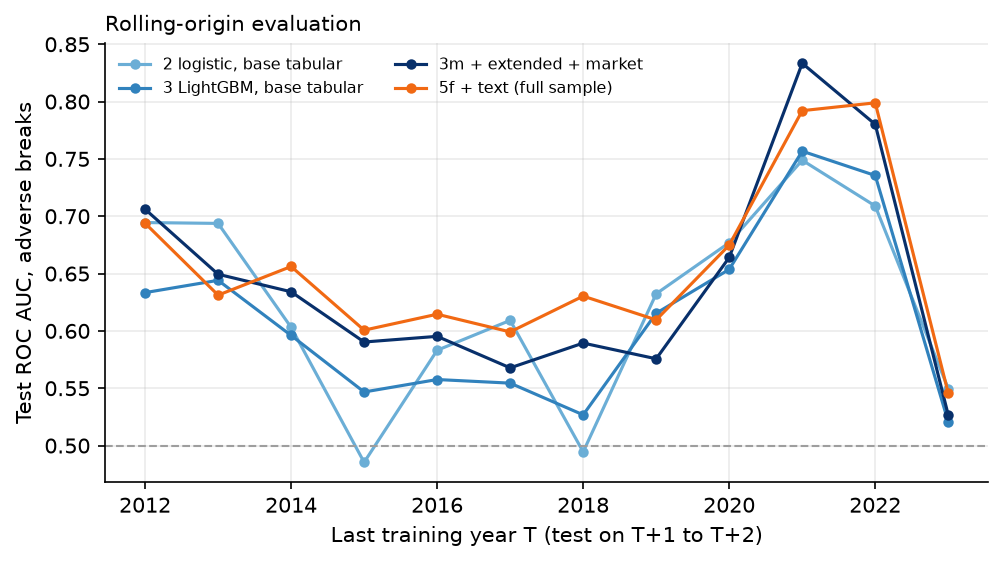 Rolling-origin evaluation
2 logistic, base tabular
3 LightGBM, base tabular
3m + extended + market
5f + text (full sample)
Test ROC AUC, adverse breaks
0.85
0.80
0.75
0.70
0.65
0.60
0.55
0.50
2012
2014
2016
2018
2020
2022
Last training year T (test on T+1 to T+2)